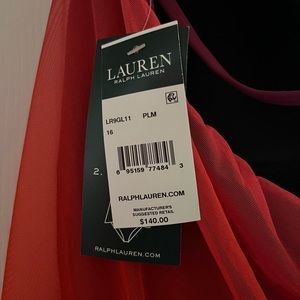 LAUREN
RALPH LAUREN
LR9GL11 PLM
16
2.
6 95159 77484 3
RALPHLAUREN.COM
MANUFACTURER'S
SUGGESTED RETAIL
$140.00
RALPHLAUREN.COM